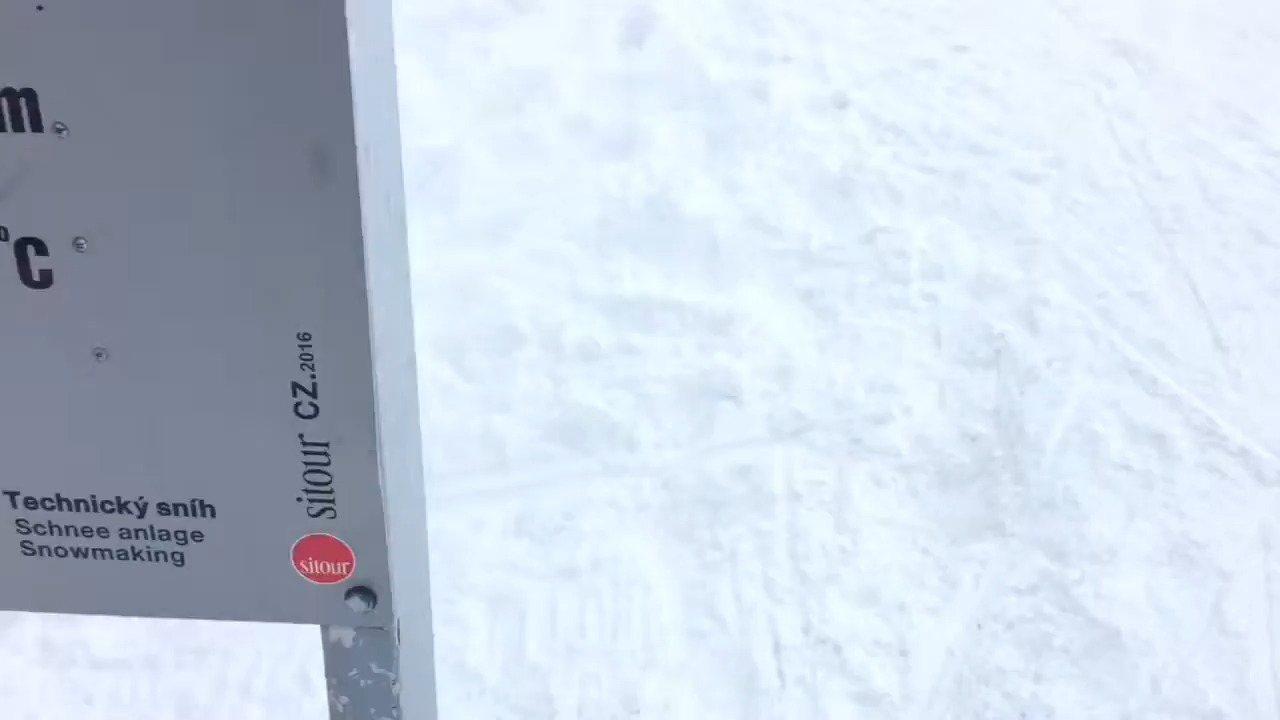 m
°C
Technický sníh
Schnee anlage
Snowmaking
sitour CZ.2016
sitour